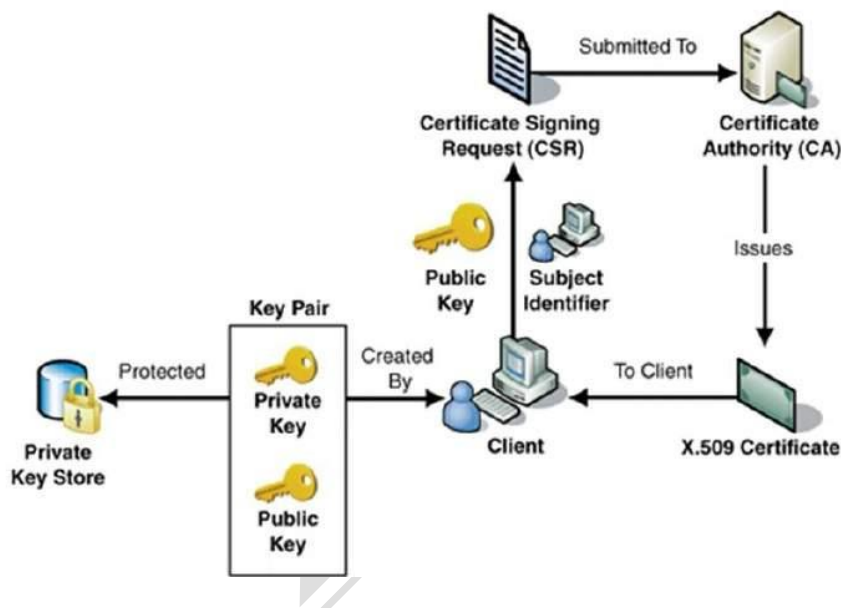 Submitted To
Certificate Signing
Request (CSR)
Certificate
Authority (CA)
Issues
Public
Key
Subject
Identifier
Key Pair
Protected
Private
Key
Created
By
To Client
Private
Key Store
Client
X.509 Certificate
Public
Key